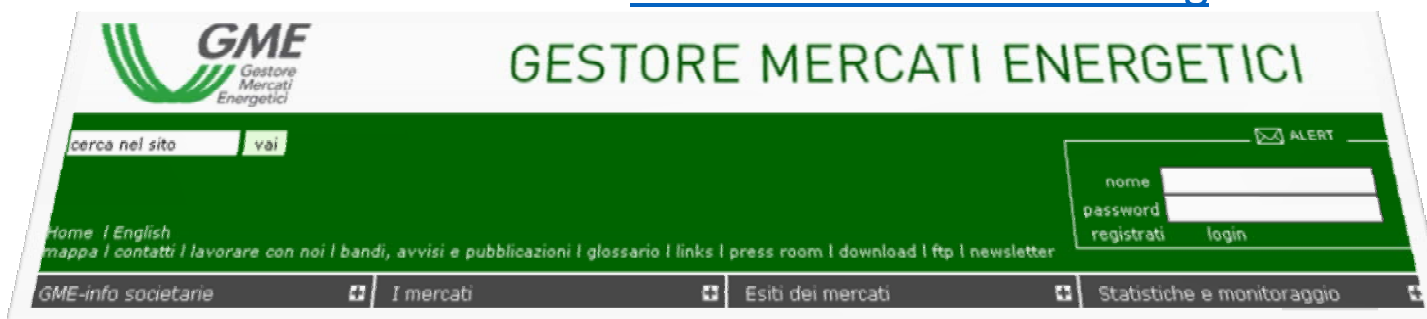 GME
Gestore
Mercati
Energetici
GESTORE MERCATI ENERGETICI
cerca nel sito vai
ALERT
nome
password
registrati login
Home | English
mappa | contatti | lavorare con noi | bandi, avvisi e pubblicazioni | glossario | links | press room | download | ftp | newsletter
GME-info societarie I mercati Esiti dei mercati Statistiche e monitoraggio